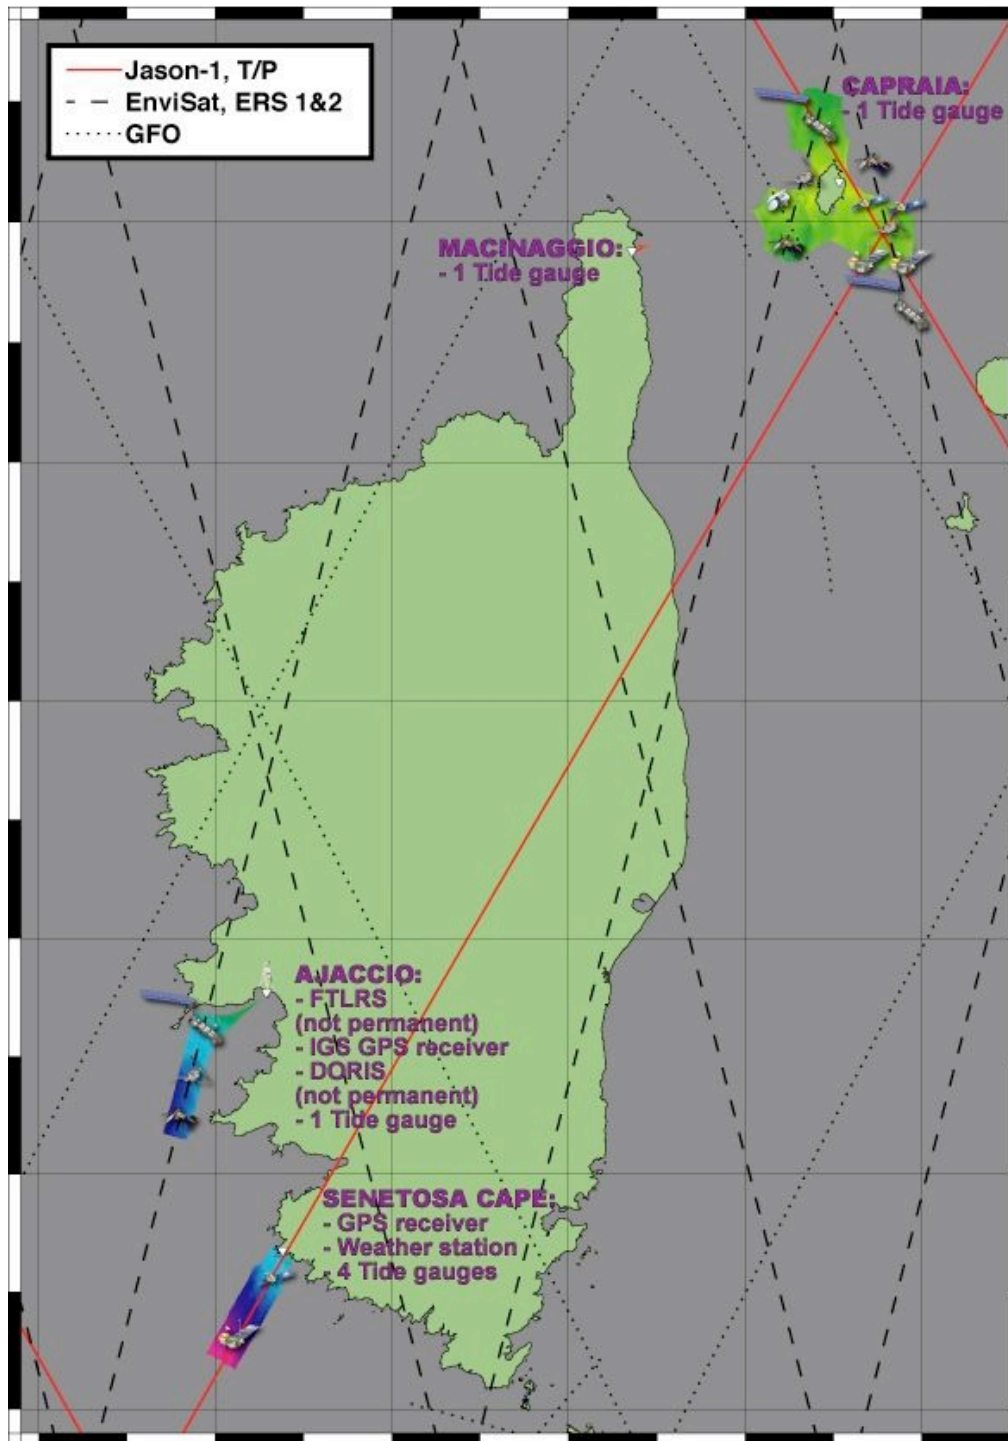 Jason-1, T/P
EnviSat, ERS 1&2
GFO
CAPRAIA:
- 1 Tide gauge
MACINAGGIO:
- 1 Tide gauge
AJACCIO:
- FTLRS
(not permanent)
- IGS GPS receiver
- DORIS
(not permanent)
- 1 Tide gauge
SENETOSA CAPE:
- GPS receiver
- Weather station
- 4 Tide gauges